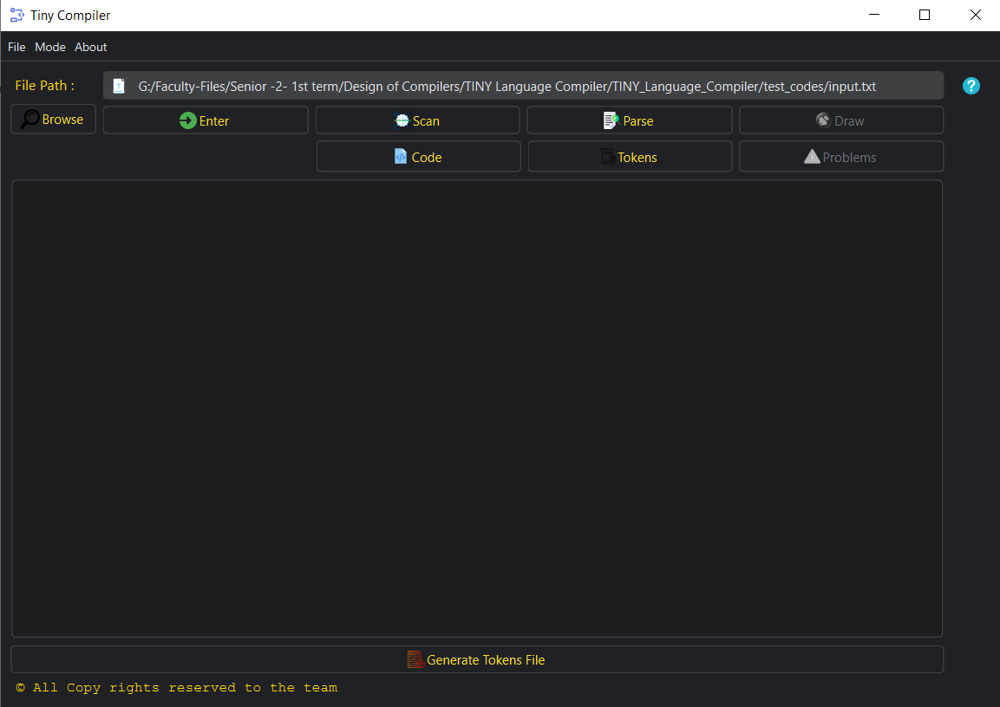 Tiny Compiler
File Mode About
File Path : G:/Faculty-Files/Senior -2- 1st term/Design of Compilers/TINY Language Compiler/TINY_Language_Compiler/test_codes/input.txt ?
Browse Enter Scan Parse Draw
Code Tokens Problems
Generate Tokens File
© All Copy rights reserved to the team